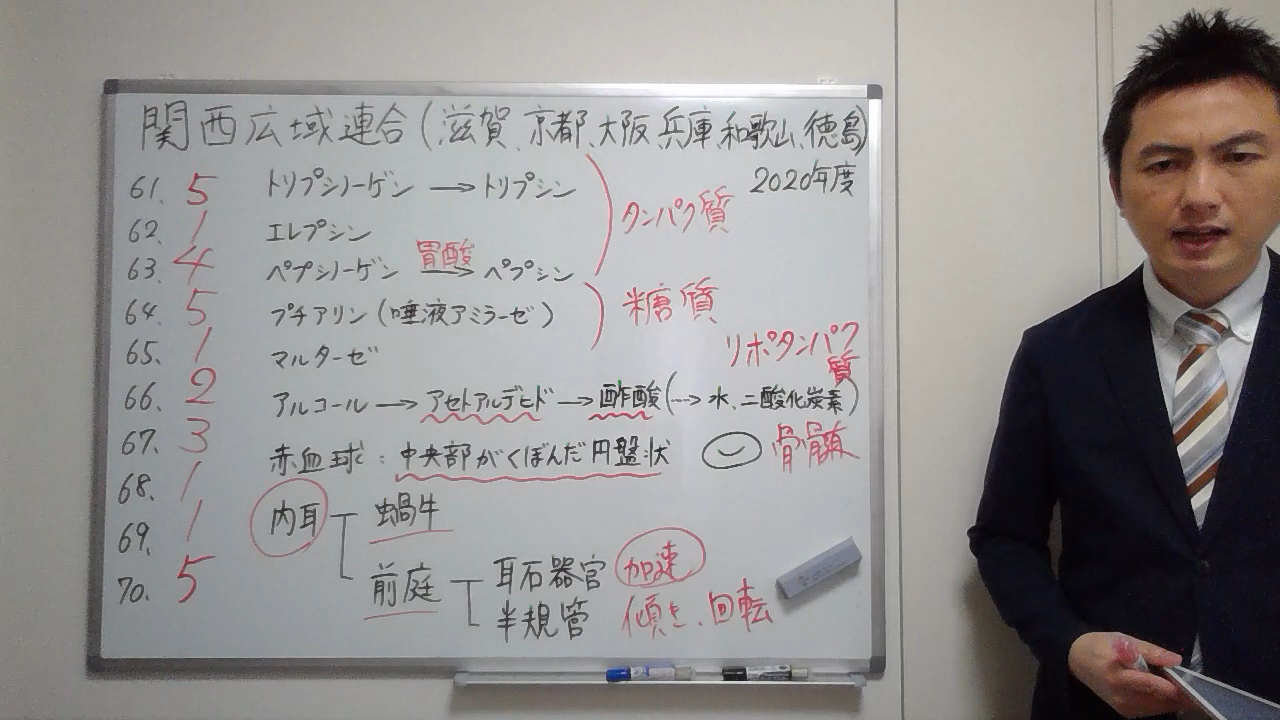 関西広域連合(滋賀、京都、大阪、兵庫、和歌山、徳島)
2020年度
61. 5 トリプシノーゲン → トリプシン
62. 1 エレプシン
タンパク質
63. 4 ペプシノーゲン 胃酸 → ペプシン
64. 5 プチアリン(唾液アミラーゼ)
糖質
65. 1 マルターゼ
リポタンパク
質
66. 2 アルコール → アセトアルデヒド → 酢酸(--→ 水、二酸化炭素)
67. 3 赤血球:中央部がくぼんだ円盤状 骨髄
68. 1 内耳 蝸牛
69. 1
70. 5 前庭 耳石器官 加速
半規管 傾き、回転